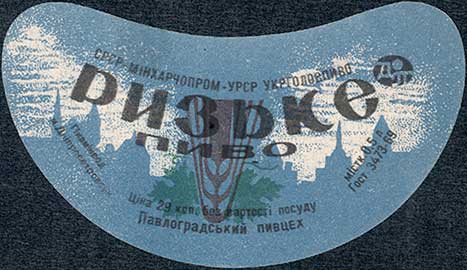 СРСР-МІНХАРЧОПРОМ-УРСР УКРГОЛОВПИВО
ризьке
ПИВО
місткість 0,5 л
Гост 3473-69
Ціна 29 коп. без вартості посуду
Павлоградський пивцех